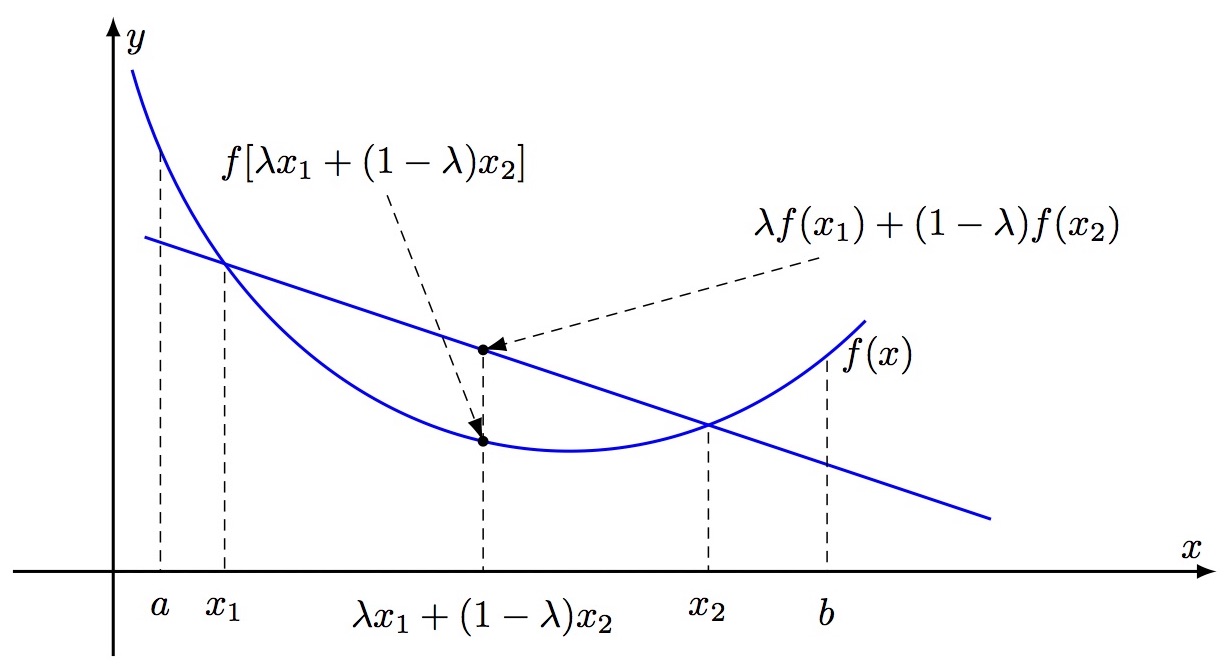 y
f[λx₁ + (1 − λ)x₂]
λf(x₁) + (1 − λ)f(x₂)
f(x)
x
a
x₁
λx₁ + (1 − λ)x₂
x₂
b